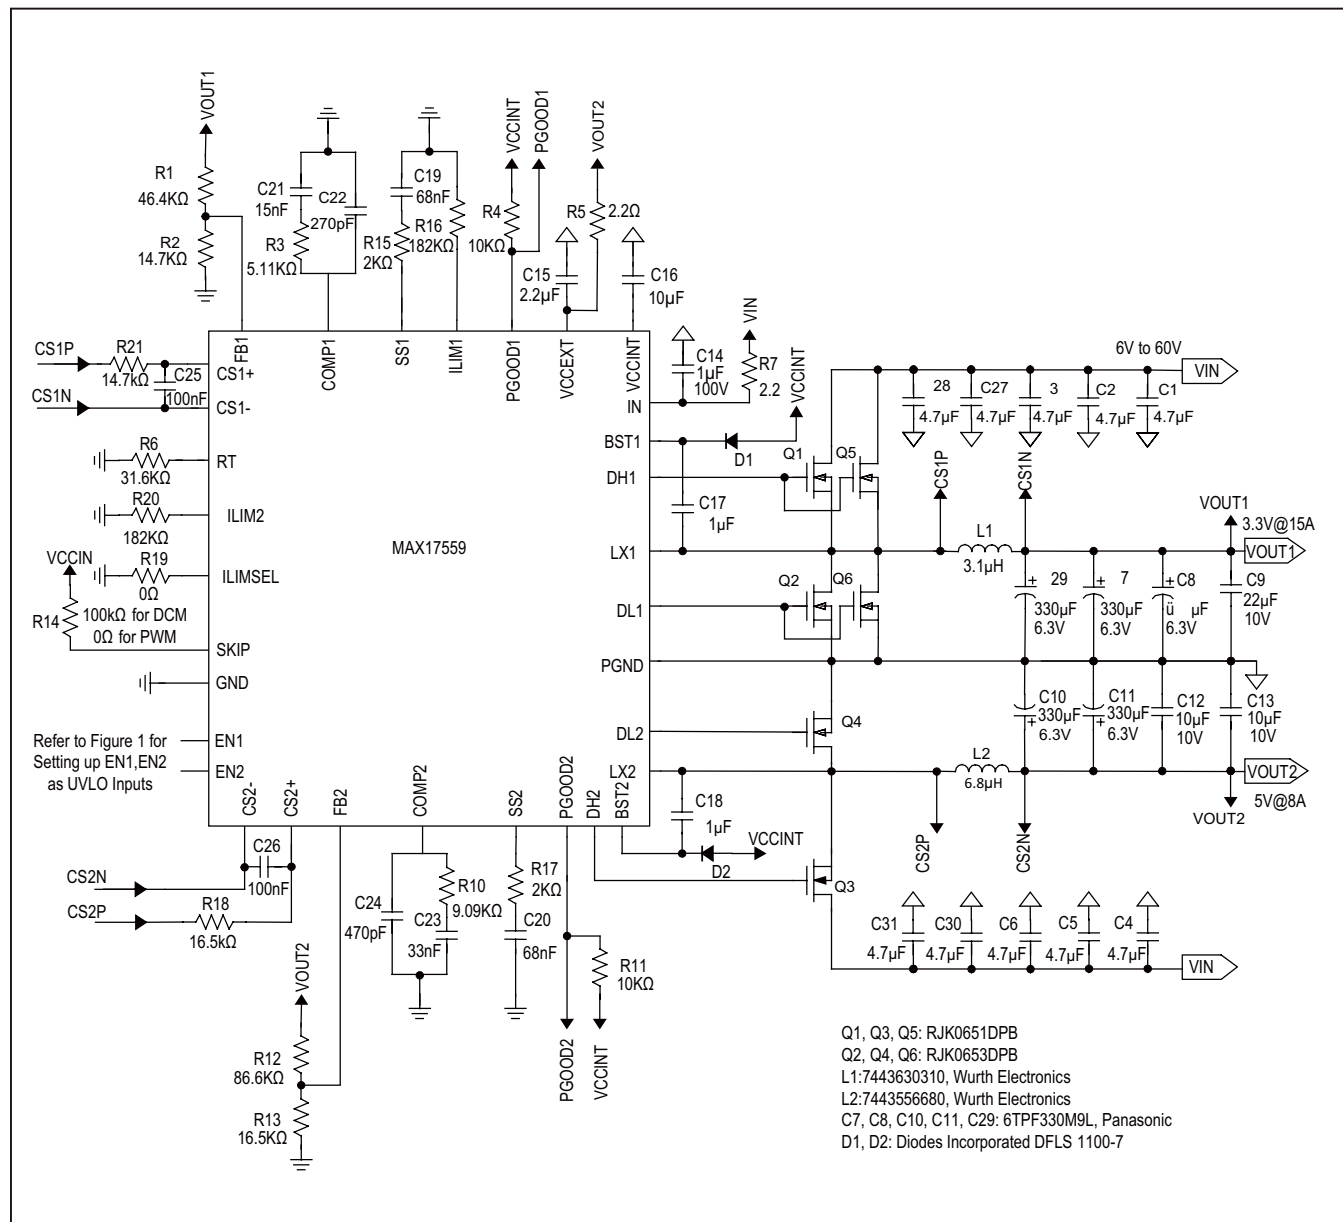 VOUT1
R1
46.4KΩ
R2
14.7KΩ
C21
15nF
C22
270pF
R3
5.11KΩ
C19
68nF
R16
182KΩ
R15
2KΩ
VCCINT
PGOOD1
R4
10KΩ
VOUT2
R5
2.2Ω
C15
2.2µF
C16
10µF
CS1P
R21
14.7kΩ
C25
100nF
CS1N
FB1
COMP1
SS1
ILIM1
PGOOD1
VCCEXT
VCCINT
CS1+
CS1-
RT
ILIM2
ILIMSEL
SKIP
GND
EN1
EN2
CS2-
CS2+
FB2
COMP2
SS2
PGOOD2
DH2
BST2
IN
BST1
DH1
LX1
DL1
PGND
DL2
LX2
MAX17559
R6
31.6KΩ
R20
182KΩ
VCCIN
R19
0Ω
R14
100kΩ for DCM
0Ω for PWM
Refer to Figure 1 for
Setting up EN1,EN2
as UVLO Inputs
C14
1µF
100V
VIN
R7
2.2
VCCINT
D1
C17
1µF
Q1
Q5
Q2
Q6
Q4
Q3
6V to 60V
VIN
28
4.7µF
C27
4.7µF
3
4.7µF
C2
4.7µF
C1
4.7µF
CS1P
CS1N
L1
3.1µH
VOUT1
3.3V@15A
VOUT1
29
330µF
6.3V
7
330µF
6.3V
C8
ü µF
6.3V
C9
22µF
10V
C10
330µF
6.3V
C11
330µF
6.3V
C12
10µF
10V
C13
10µF
10V
L2
6.8µH
VOUT2
5V@8A
VOUT2
CS2P
CS2N
C18
1µF
VCCINT
D2
C31
4.7µF
C30
4.7µF
C6
4.7µF
C5
4.7µF
C4
4.7µF
VIN
CS2N
C26
100nF
CS2P
R18
16.5kΩ
VOUT2
R12
86.6KΩ
R13
16.5KΩ
C24
470pF
R10
9.09KΩ
C23
33nF
R17
2KΩ
C20
68nF
R11
10KΩ
PGOOD2
VCCINT
Q1, Q3, Q5: RJK0651DPB
Q2, Q4, Q6: RJK0653DPB
L1:7443630310, Wurth Electronics
L2:7443556680, Wurth Electronics
C7, C8, C10, C11, C29: 6TPF330M9L, Panasonic
D1, D2: Diodes Incorporated DFLS 1100-7